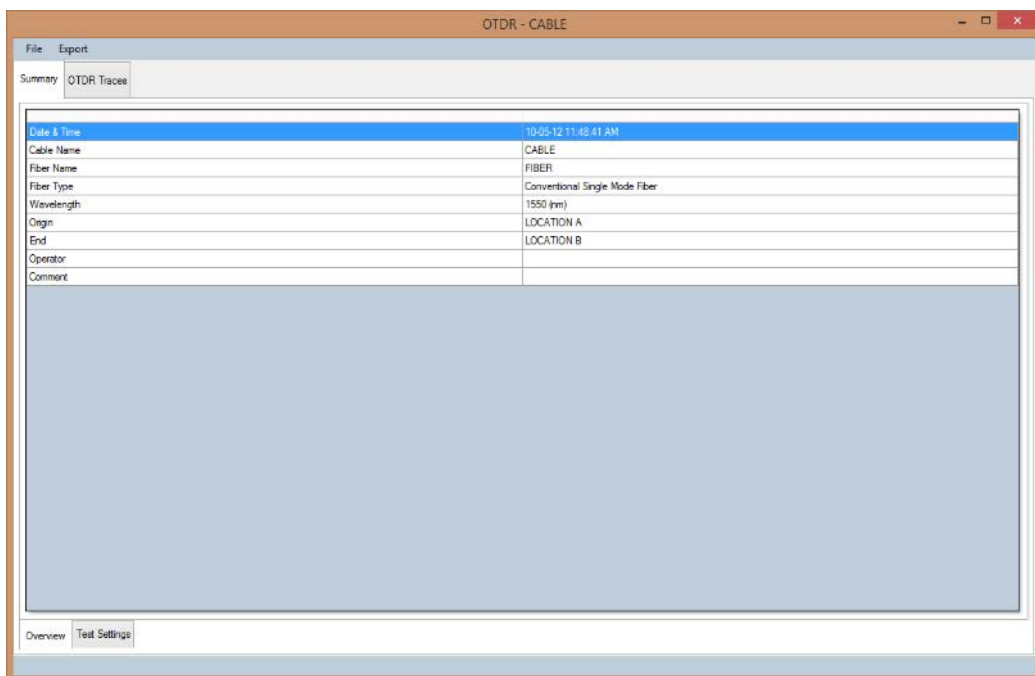 OTDR - CABLE
File Export
Summary OTDR Traces
Date & Time 10-05-12 11:48:41 AM
Cable Name CABLE
Fiber Name FIBER
Fiber Type Conventional Single Mode Fiber
Wavelength 1550 (nm)
Origin LOCATION A
End LOCATION B
Operator
Comment
Overview Test Settings